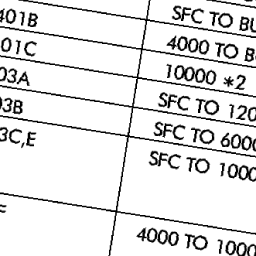 401B SFC TO BU
01C 4000 TO B
03A 10000 *2
03B SFC TO 120
3C,E SFC TO 6000
SFC TO 1000
4000 TO 1000